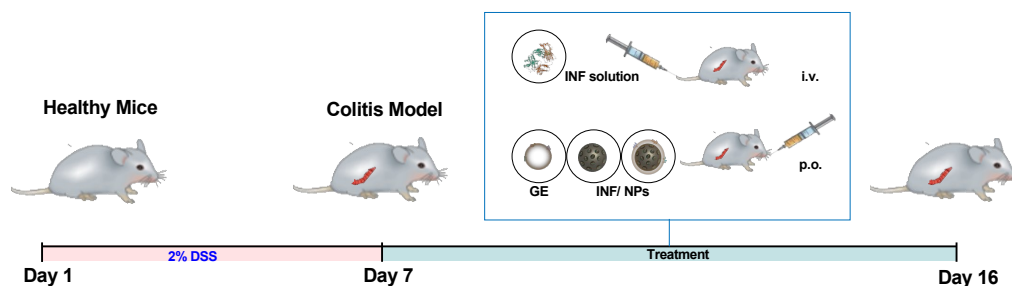 INF solution
i.v.
Healthy Mice
Colitis Model
p.o.
GE
INF/ NPs
2% DSS
Treatment
Day 1
Day 7
Day 16